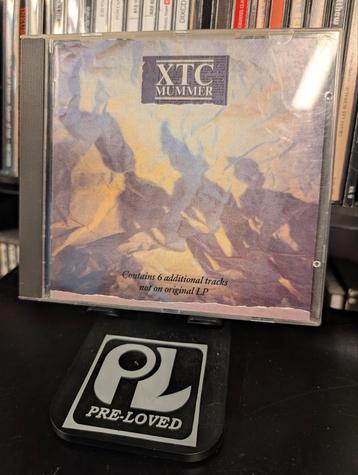 XTC
MUMMER
Contains 6 additional tracks
not on original LP
PL
PRE-LOVED